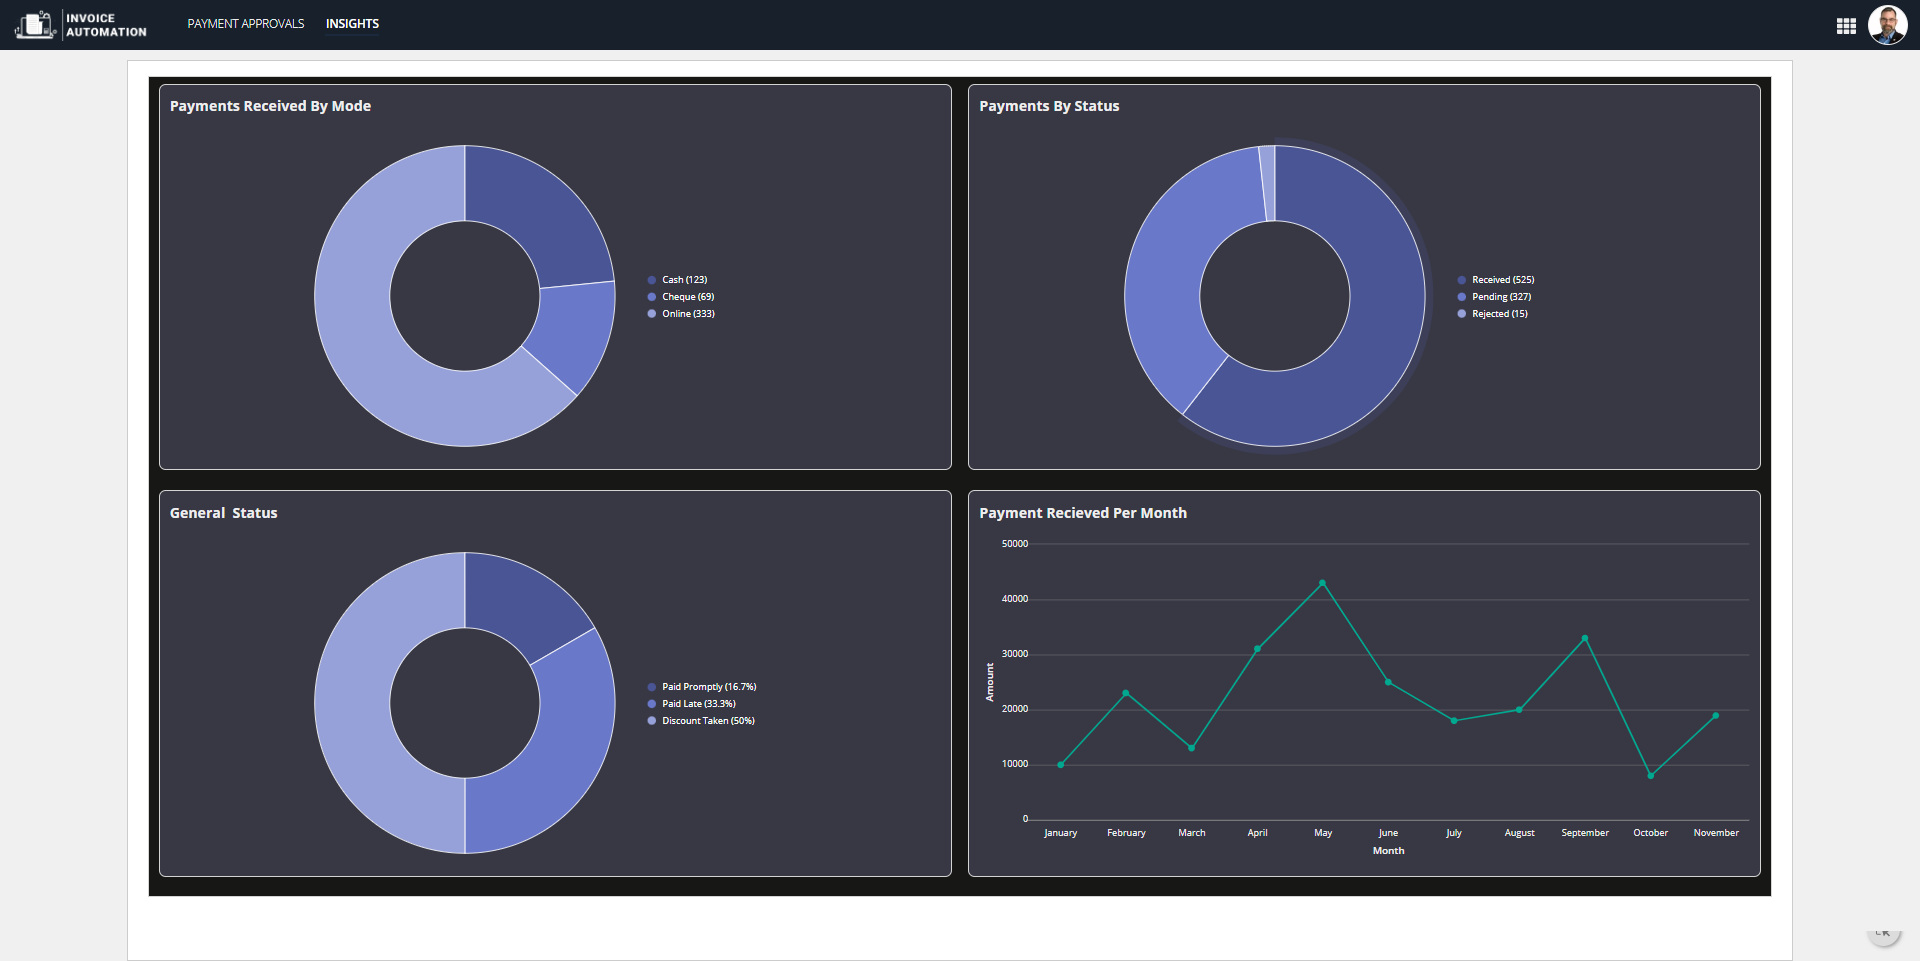 INVOICE
AUTOMATION
PAYMENT APPROVALS
INSIGHTS
Payments Received By Mode
Cash (123)
Cheque (69)
Online (333)
Payments By Status
Received (525)
Pending (327)
Rejected (15)
General  Status
Paid Promptly (16.7%)
Paid Late (33.3%)
Discount Taken (50%)
Payment Recieved Per Month
50000
40000
30000
20000
10000
0
Amount
January February March April May June July August September October November
Month